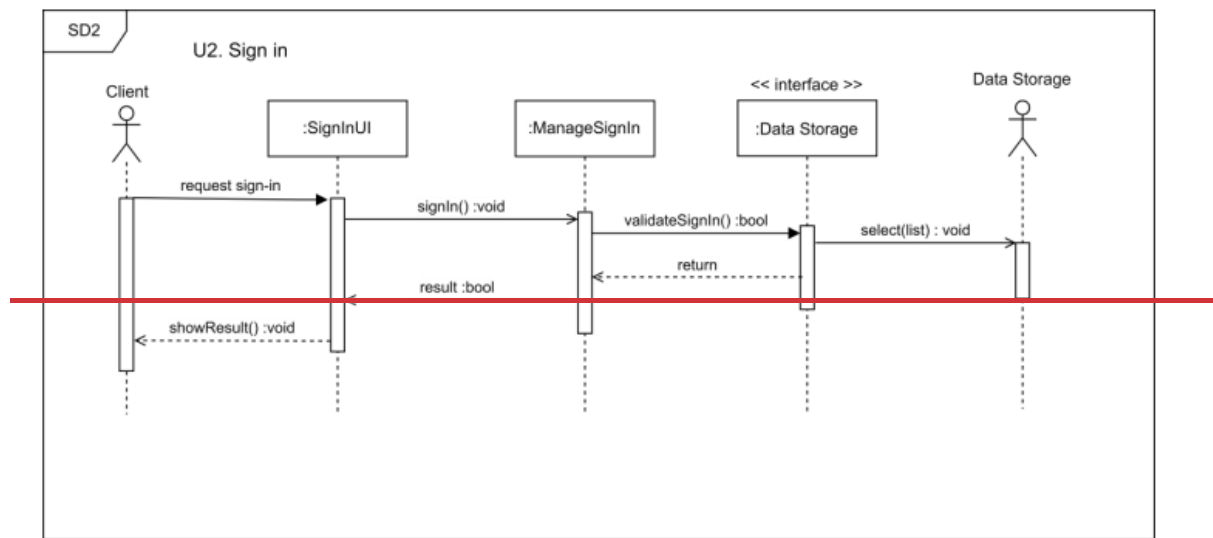 SD2
U2. Sign in
Client
:SignInUI
:ManageSignIn
<< interface >>
:Data Storage
Data Storage
request sign-in
signIn() :void
validateSignIn() :bool
select(list) : void
return
result :bool
showResult() :void